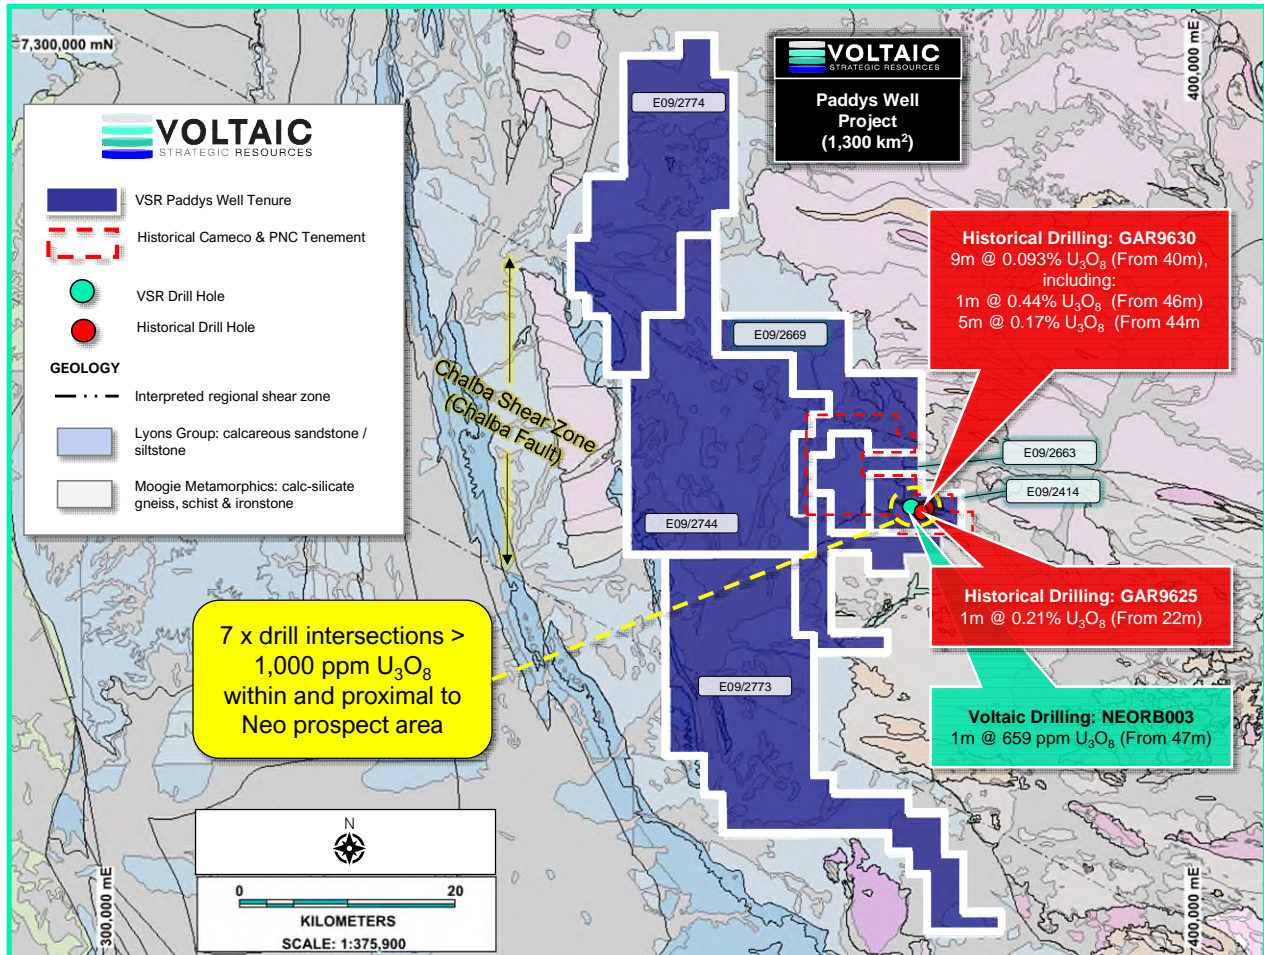 7,300,000 mN
400,000 mE
VOLTAIC
STRATEGIC RESOURCES
Paddys Well
Project
(1,300 km²)
E09/2774
VOLTAIC
STRATEGIC RESOURCES
VSR Paddys Well Tenure
Historical Cameco & PNC Tenement
VSR Drill Hole
Historical Drill Hole
GEOLOGY
Interpreted regional shear zone
Lyons Group: calcareous sandstone /
siltstone
Moogie Metamorphics: calc-silicate
gneiss, schist & ironstone
Chalba Shear Zone
(Chalba Fault)
Historical Drilling: GAR9630
9m @ 0.093% U₃O₈ (From 40m),
including:
1m @ 0.44% U₃O₈ (From 46m)
5m @ 0.17% U₃O₈ (From 44m
E09/2669
E09/2663
E09/2414
E09/2744
Historical Drilling: GAR9625
1m @ 0.21% U₃O₈ (From 22m)
7 x drill intersections >
1,000 ppm U₃O₈
within and proximal to
Neo prospect area
E09/2773
Voltaic Drilling: NEORB003
1m @ 659 ppm U₃O₈ (From 47m)
N
0 20
KILOMETERS
SCALE: 1:375,900
300,000 mE
400,000 mE